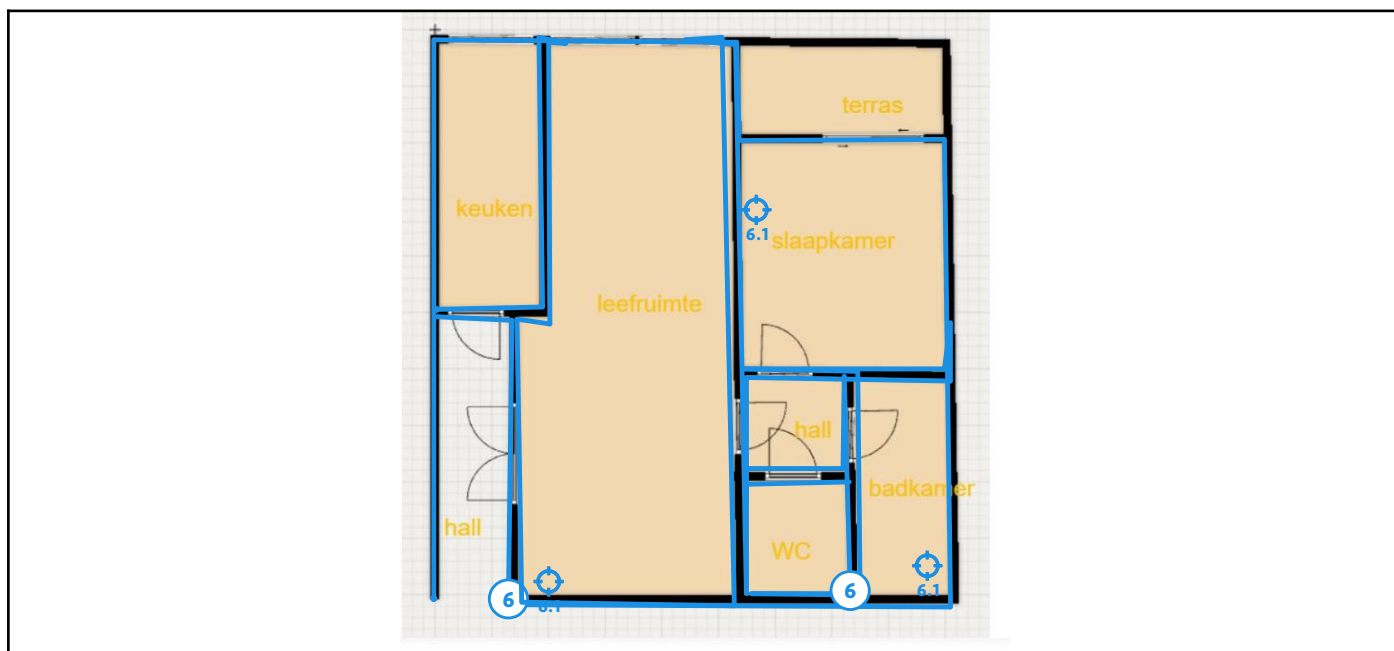 terras
keuken
6.1
slaapkamer
leefruimte
hall
badkamer
hall
WC
6
6.1
6
6.1